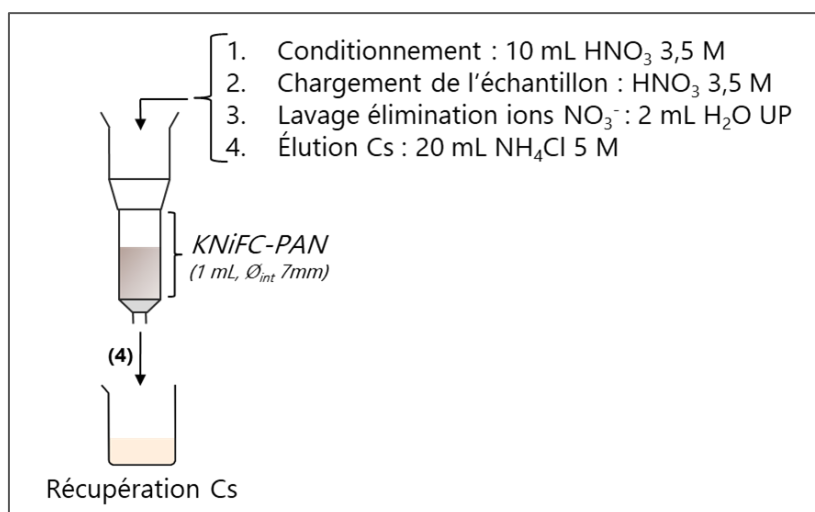 1. Conditionnement : 10 mL HNO₃ 3,5 M
2. Chargement de l’échantillon : HNO₃ 3,5 M
3. Lavage élimination ions NO₃⁻ : 2 mL H₂O UP
4. Élution Cs : 20 mL NH₄Cl 5 M
KNiFC-PAN
(1 mL, Øint 7mm)
(4)
Récupération Cs